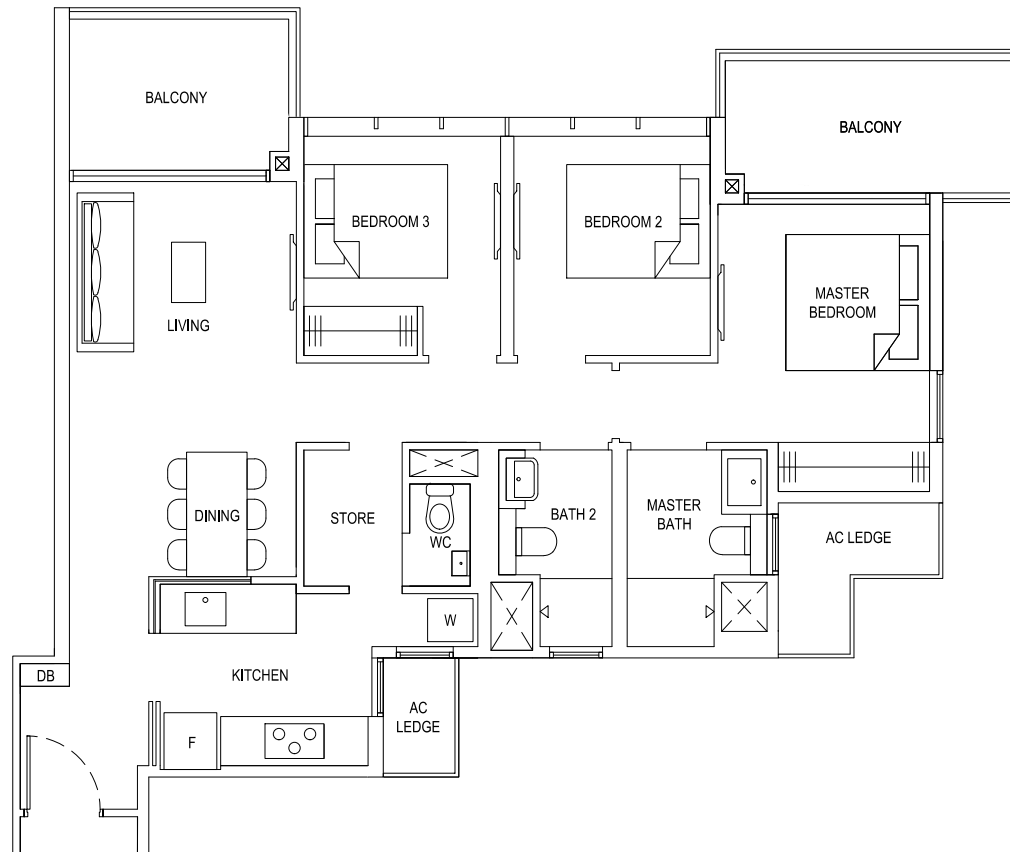 BALCONY
BALCONY
BEDROOM 3
BEDROOM 2
MASTER
BEDROOM
LIVING
DINING
STORE
WC
BATH 2
MASTER
BATH
AC LEDGE
W
DB
KITCHEN
AC
LEDGE
F